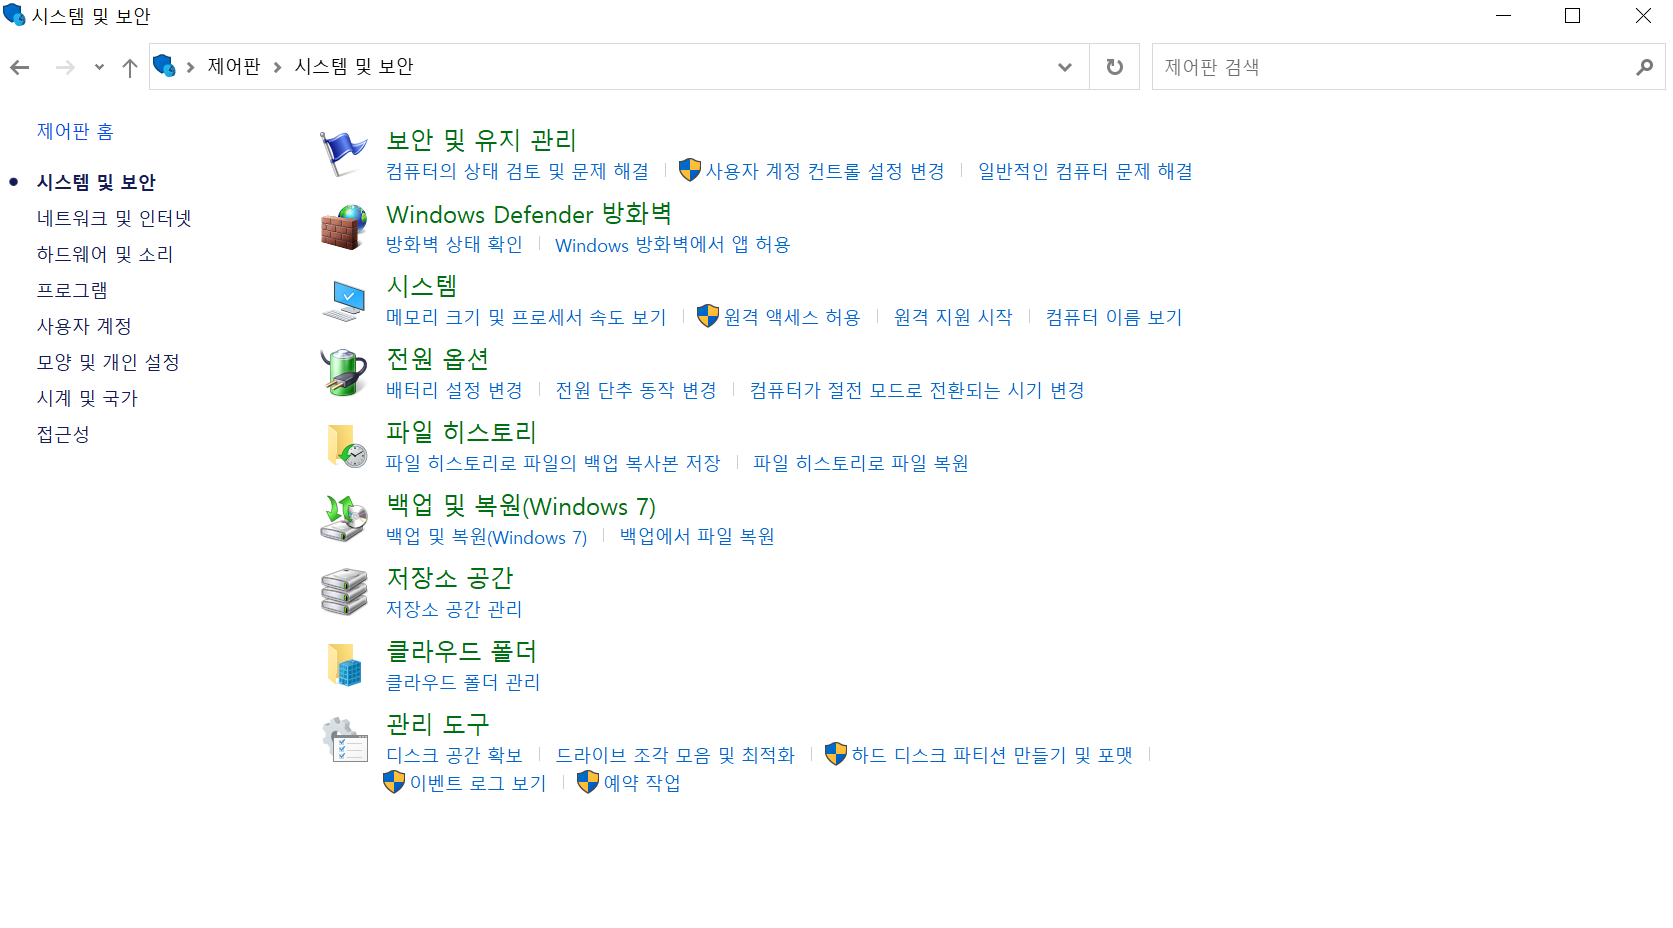 시스템 및 보안
제어판 시스템 및 보안
제어판 검색
제어판 홈
시스템 및 보안
네트워크 및 인터넷
하드웨어 및 소리
프로그램
사용자 계정
모양 및 개인 설정
시계 및 국가
접근성
보안 및 유지 관리
컴퓨터의 상태 검토 및 문제 해결 사용자 계정 컨트롤 설정 변경 일반적인 컴퓨터 문제 해결
Windows Defender 방화벽
방화벽 상태 확인 Windows 방화벽에서 앱 허용
시스템
메모리 크기 및 프로세서 속도 보기 원격 액세스 허용 원격 지원 시작 컴퓨터 이름 보기
전원 옵션
배터리 설정 변경 전원 단추 동작 변경 컴퓨터가 절전 모드로 전환되는 시기 변경
파일 히스토리
파일 히스토리로 파일의 백업 복사본 저장 파일 히스토리로 파일 복원
백업 및 복원(Windows 7)
백업 및 복원(Windows 7) 백업에서 파일 복원
저장소 공간
저장소 공간 관리
클라우드 폴더
클라우드 폴더 관리
관리 도구
디스크 공간 확보 드라이브 조각 모음 및 최적화 하드 디스크 파티션 만들기 및 포맷
이벤트 로그 보기 예약 작업